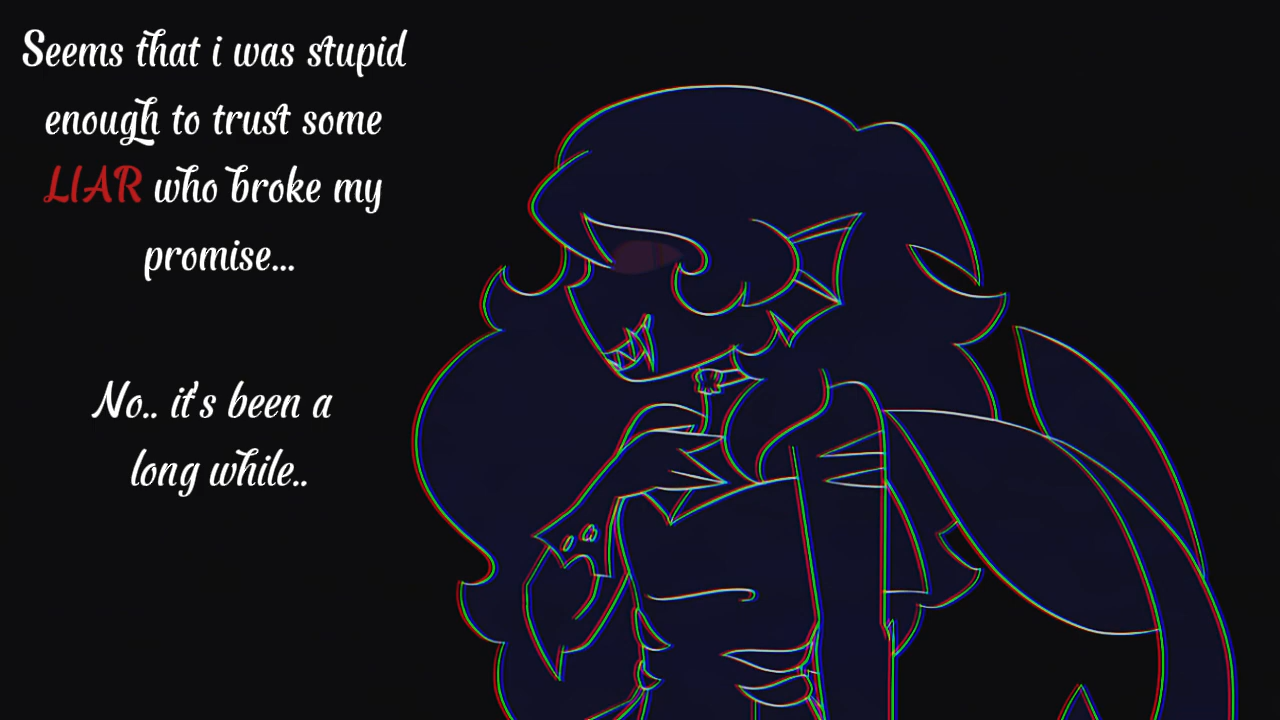 Seems that i was stupid
enough to trust some
LIAR who broke my
promise...
No.. it's been a
long while..